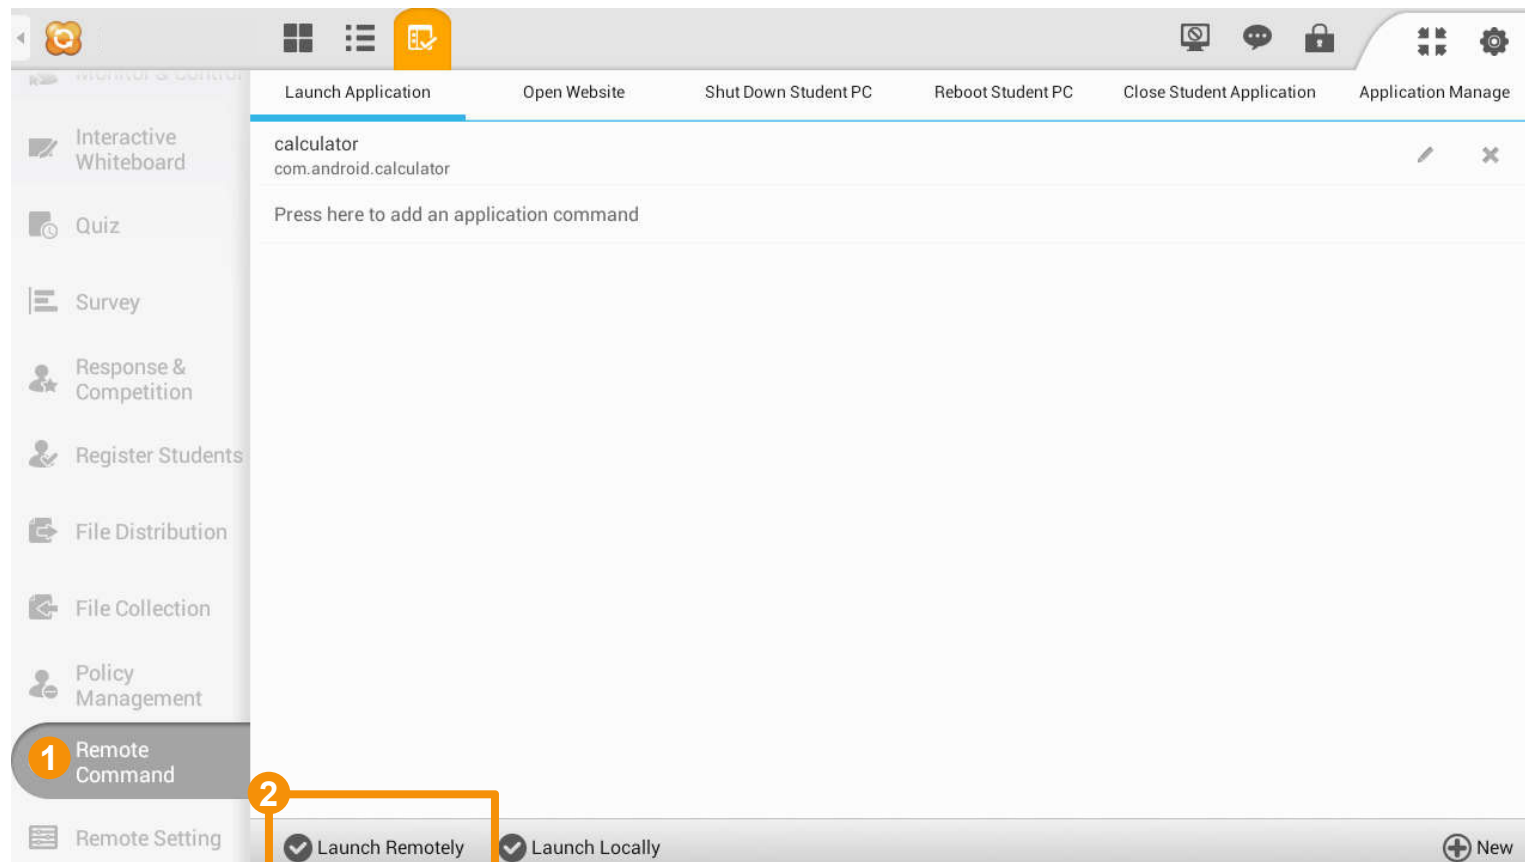 Monitor & Control
Launch Application
Open Website
Shut Down Student PC
Reboot Student PC
Close Student Application
Application Manage
calculator
com.android.calculator
Press here to add an application command
Interactive
Whiteboard
Quiz
Survey
Response &
Competition
Register Students
File Distribution
File Collection
Policy
Management
1
Remote
Command
Remote Setting
2
Launch Remotely
Launch Locally
New